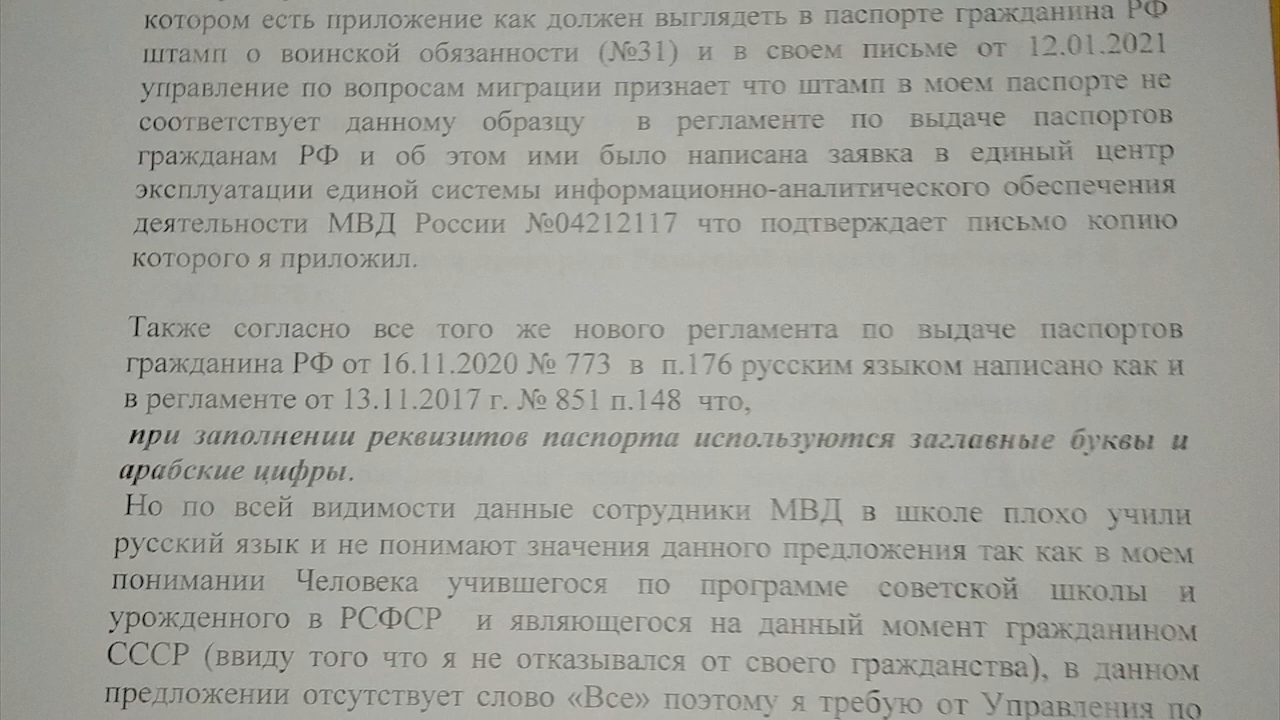 котором есть приложение как должен выглядеть в паспорте гражданина РФ
штамп о воинской обязанности (№31) и в своем письме от 12.01.2021
управление по вопросам миграции признает что штамп в моем паспорте не
соответствует данному образцу в регламенте по выдаче паспортов
гражданам РФ и об этом ими было написана заявка в единый центр
эксплуатации единой системы информационно-аналитического обеспечения
деятельности МВД России №04212117 что подтверждает письмо копию
которого я приложил.
Также согласно все того же нового регламента по выдаче паспортов
гражданина РФ от 16.11.2020 № 773 в п.176 русским языком написано как и
в регламенте от 13.11.2017 г. № 851 п.148 что,
при заполнении реквизитов паспорта используются заглавные буквы и
арабские цифры.
Но по всей видимости данные сотрудники МВД в школе плохо учили
русский язык и не понимают значения данного предложения так как в моем
понимании Человека учившегося по программе советской школы и
урожденного в РСФСР и являющегося на данный момент гражданином
СССР (ввиду того что я не отказывался от своего гражданства), в данном
предложении отсутствует слово «Все» поэтому я требую от Управления по